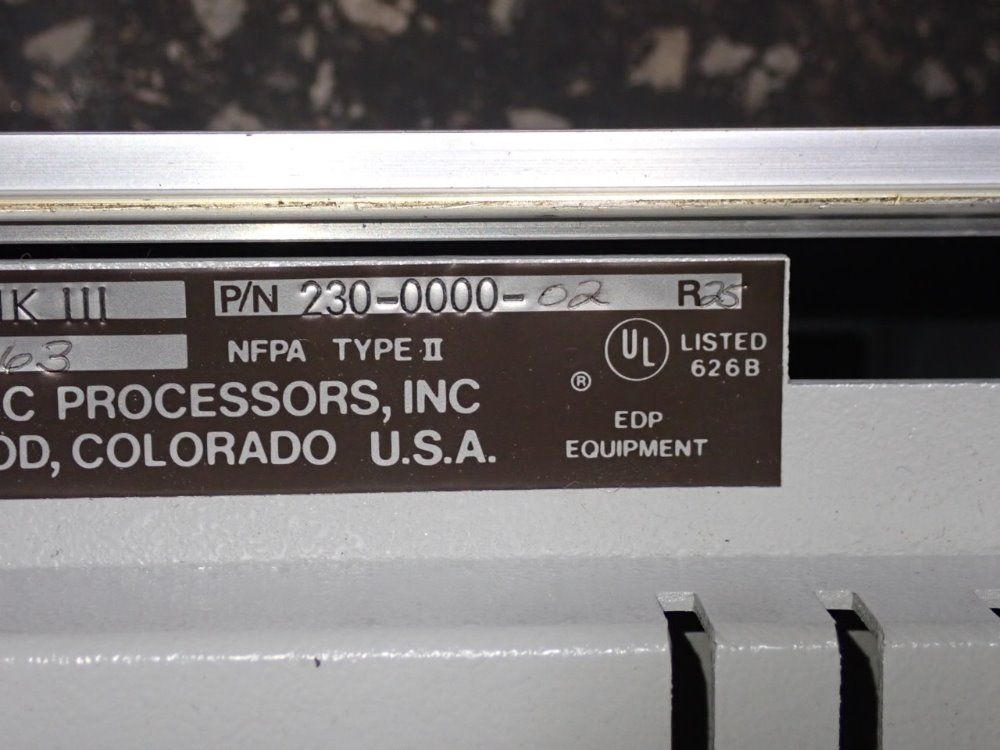 K III P/N 230-0000-02 R25
63 NFPA TYPE II UL LISTED
® 626B
C PROCESSORS, INC
EDP
OD, COLORADO U.S.A. EQUIPMENT